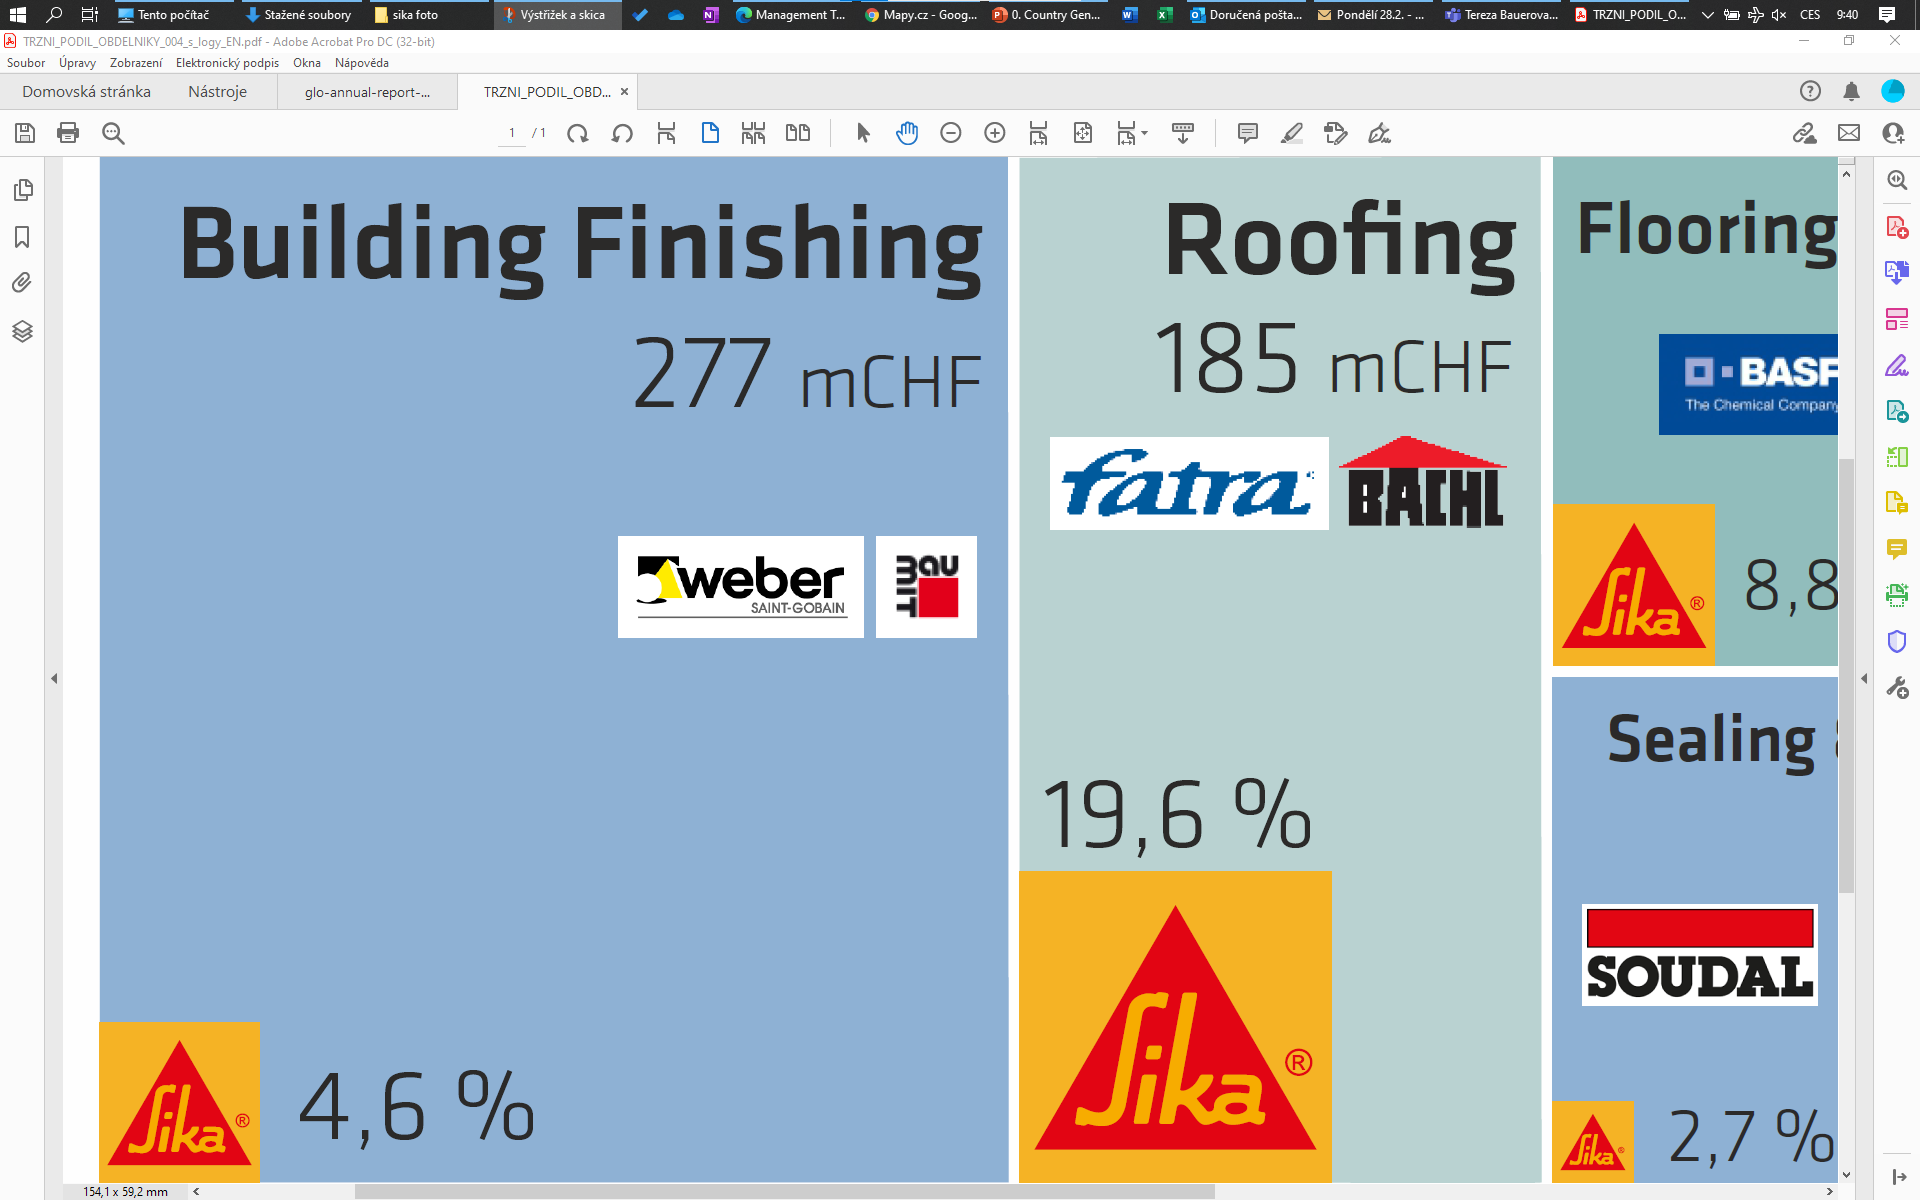 Tento počítač
Stažené soubory
sika foto
Výstřižek a skica
Management T...
Mapy.cz - Goog...
0. Country Gen...
Doručená pošta...
Pondělí 28.2. - ...
Tereza Bauerova...
TRZNI_PODIL_O...
CES
9:40
TRZNI_PODIL_OBDELNIKY_004_s_logy_EN.pdf - Adobe Acrobat Pro DC (32-bit)
Soubor Úpravy Zobrazení Elektronický podpis Okna Nápověda
Domovská stránka
Nástroje
glo-annual-report-...
TRZNI_PODIL_OBD... ×
1 / 1
Building Finishing
277 mCHF
weber
SAINT-GOBAIN
bauMIT
Sika®
4,6 %
Roofing
185 mCHF
fatra
BACHL
19,6 %
Sika®
Flooring
BASF
The Chemical Company
Sika®
8,8
Sealing
SOUDAL
Sika
2,7 %
154,1 x 59,2 mm